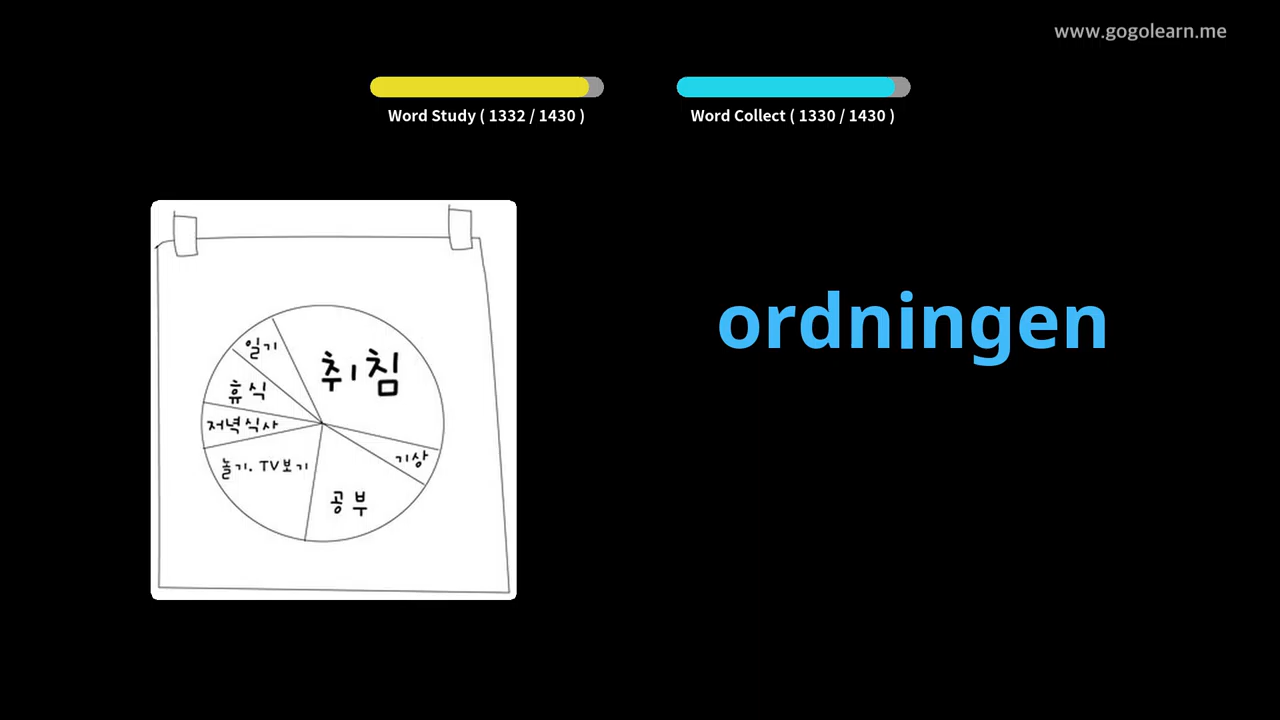 www.gogolearn.me
Word Study ( 1332 / 1430 )
Word Collect ( 1330 / 1430 )
일기
취침
휴식
저녁식사
기상
놀기. TV보기
공부
ordningen